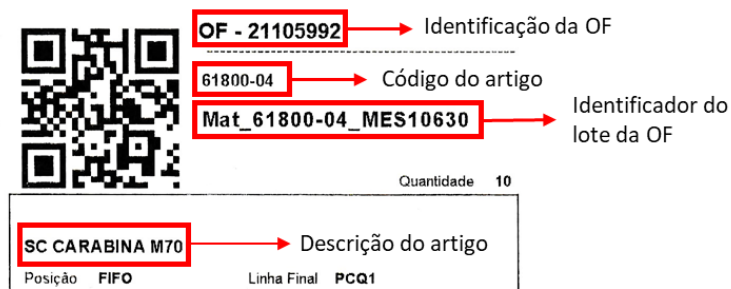 OF - 21105992
Identificação da OF
61800-04
Código do artigo
Mat_61800-04_MES10630
Identificador do
lote da OF
Quantidade 10
SC CARABINA M70
Descrição do artigo
Posição FIFO Linha Final PCQ1